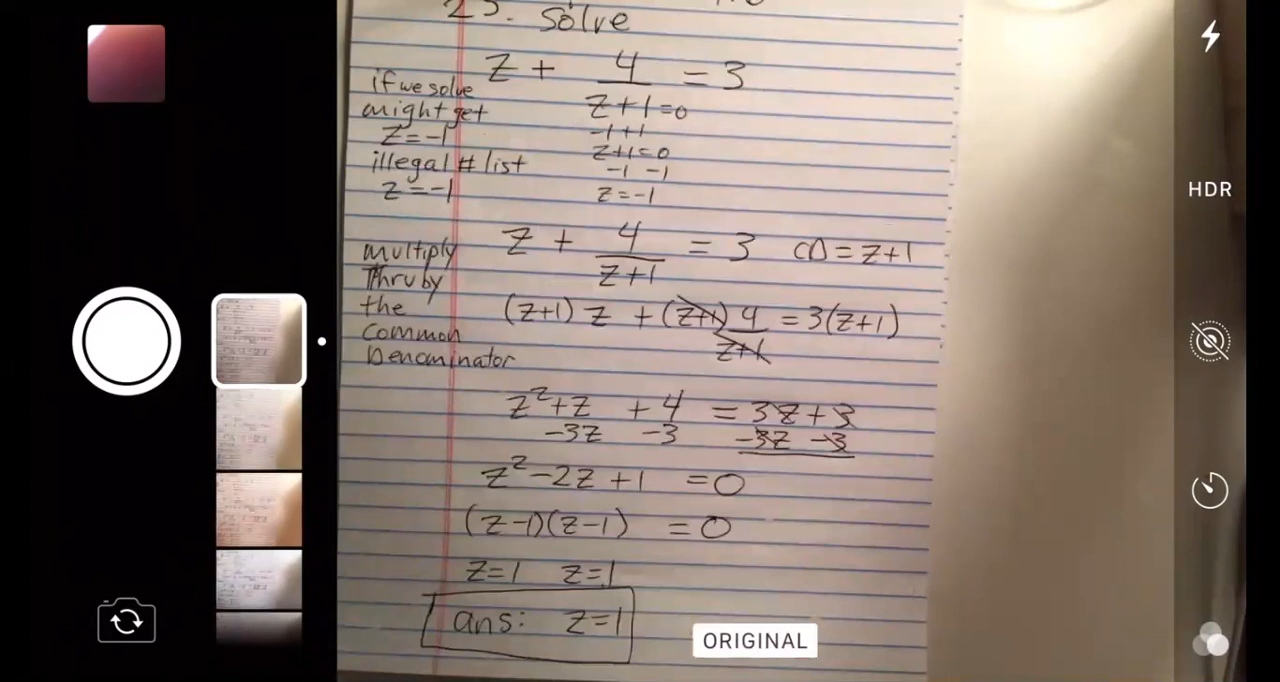 25. Solve
z + 4 = 3
if we solve
might get
z = -1
illegal # list
z = -1
z + 1 = 0
-1 + 1
z + 1 = 0
-1 -1
z = -1
multiply
Thru by
the
Common
Denominator
z + 4 = 3 CD = z + 1
z + 1
(z+1) z + (z+1) 4 = 3(z+1)
z+1
z² + z + 4 = 3z + 3
-3z -3 -3z -3
z² - 2z + 1 = 0
(z-1)(z-1) = 0
z = 1 z = 1
ans: z = 1
HDR
ORIGINAL